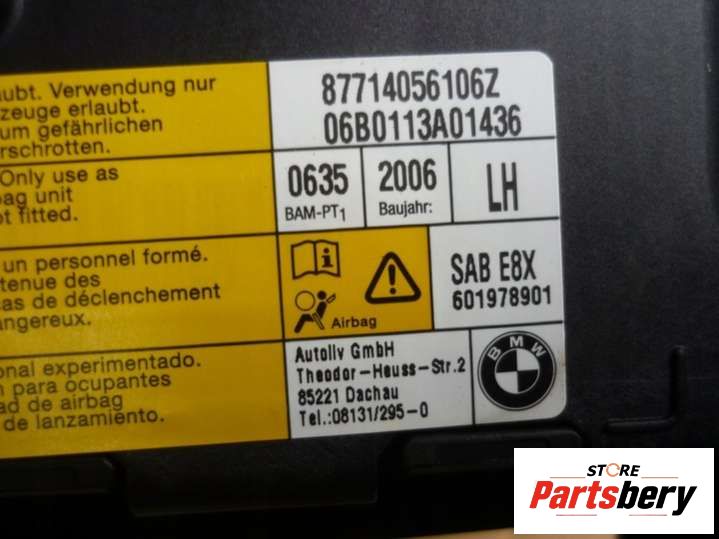 aubt. Verwendung nur
zeuge erlaubt.
um gefährlichen
rschrotten.
Only use as
bag unit
t fitted.
un personnel formé.
tenue des
as de déclenchement
angereux.
onal experimentado.
n para ocupantes
ad de airbag
de lanzamiento.
87714056106Z
06B0113A01436
0635
BAM-PT1
2006
Baujahr:
LH
Airbag
SAB E8X
601978901
Autoliv GmbH
Theodor-Heuss-Str.2
85221 Dachau
Tel.:08131/295-0
BMW
STORE
Partsbery